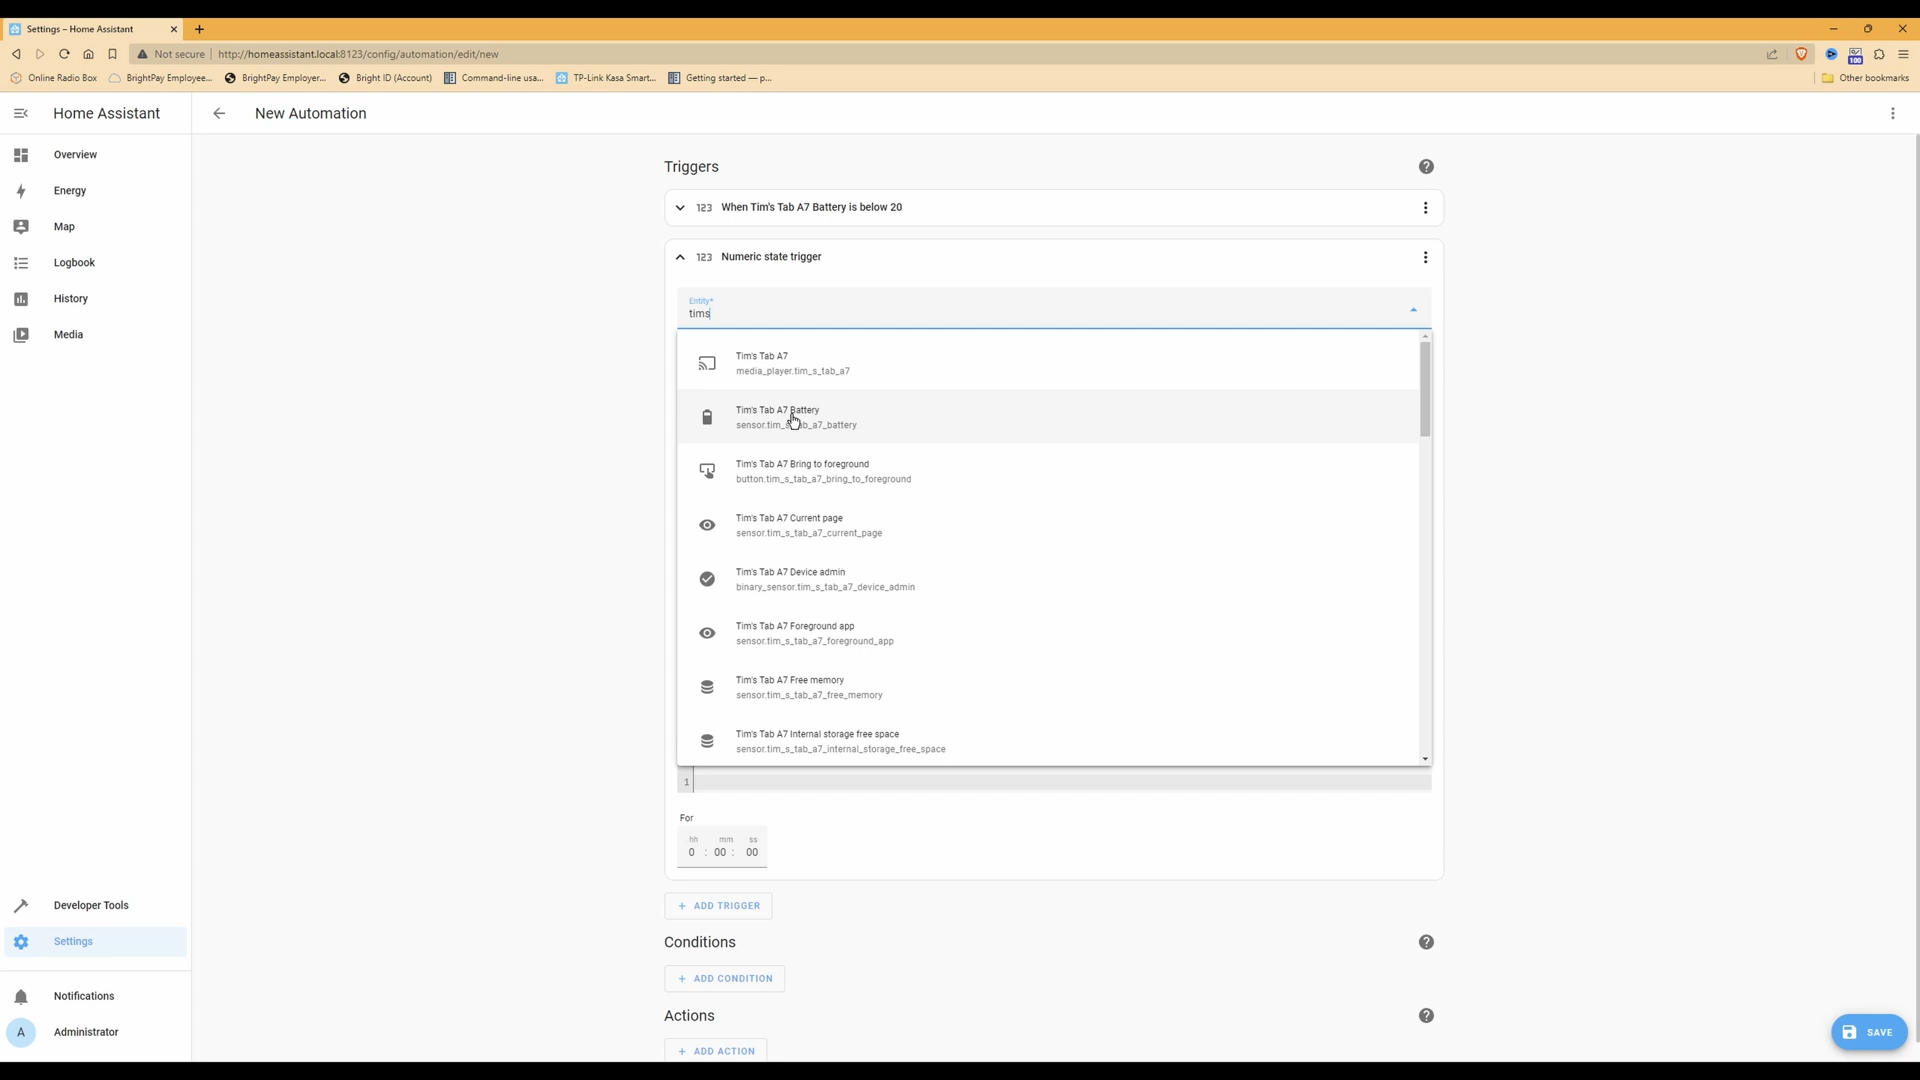 Settings – Home Assistant
Not secure http://homeassistant.local:8123/config/automation/edit/new
100
Online Radio Box BrightPay Employee... BrightPay Employer... Bright ID (Account) Command-line usa... TP-Link Kasa Smart... Getting started — p... Other bookmarks
Home Assistant
New Automation
Overview
Energy
Map
Logbook
History
Media
Developer Tools
Settings
Notifications
A Administrator
Triggers
123 When Tim's Tab A7 Battery is below 20
123 Numeric state trigger
Entity*
tims
Tim's Tab A7
media_player.tim_s_tab_a7
Tim's Tab A7 Battery
sensor.tim_s_tab_a7_battery
Tim's Tab A7 Bring to foreground
button.tim_s_tab_a7_bring_to_foreground
Tim's Tab A7 Current page
sensor.tim_s_tab_a7_current_page
Tim's Tab A7 Device admin
binary_sensor.tim_s_tab_a7_device_admin
Tim's Tab A7 Foreground app
sensor.tim_s_tab_a7_foreground_app
Tim's Tab A7 Free memory
sensor.tim_s_tab_a7_free_memory
Tim's Tab A7 Internal storage free space
sensor.tim_s_tab_a7_internal_storage_free_space
1
For
hh mm ss
0 : 00 : 00
+ ADD TRIGGER
Conditions
+ ADD CONDITION
Actions
+ ADD ACTION
SAVE